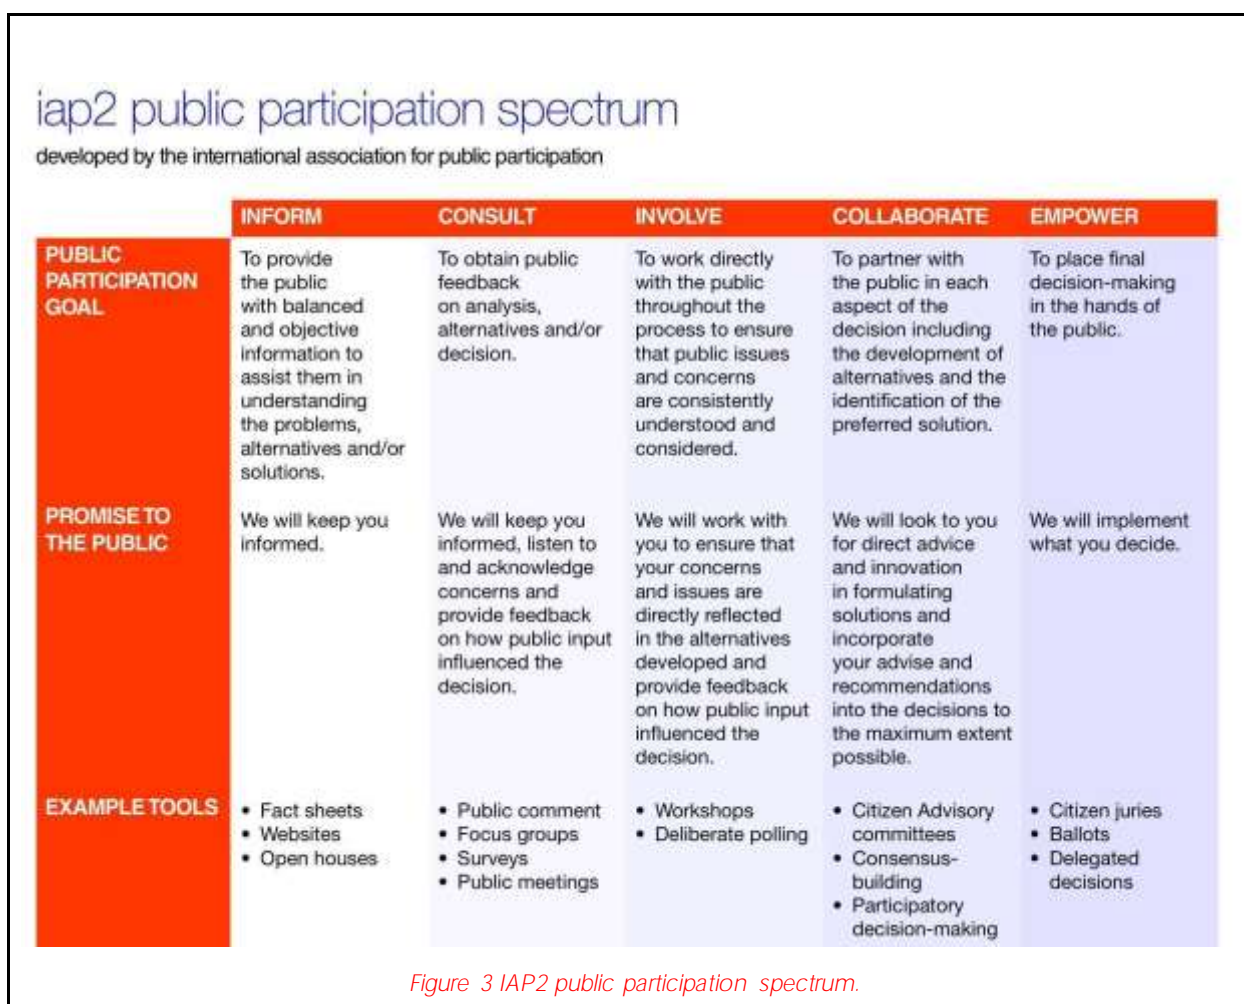 iap2 public participation spectrum
developed by the international association for public participation
INFORM
CONSULT
INVOLVE
COLLABORATE
EMPOWER
PUBLIC
PARTICIPATION
GOAL
To provide
the public
with balanced
and objective
information to
assist them in
understanding
the problems,
alternatives and/or
solutions.
To obtain public
feedback
on analysis,
alternatives and/or
decision.
To work directly
with the public
throughout the
process to ensure
that public issues
and concerns
are consistently
understood and
considered.
To partner with
the public in each
aspect of the
decision including
the development of
alternatives and the
identification of the
preferred solution.
To place final
decision-making
in the hands of
the public.
PROMISE TO
THE PUBLIC
We will keep you
informed.
We will keep you
informed, listen to
and acknowledge
concerns and
provide feedback
on how public input
influenced the
decision.
We will work with
you to ensure that
your concerns
and issues are
directly reflected
in the alternatives
developed and
provide feedback
on how public input
influenced the
decision.
We will look to you
for direct advice
and innovation
in formulating
solutions and
incorporate
your advise and
recommendations
into the decisions to
the maximum extent
possible.
We will implement
what you decide.
EXAMPLE TOOLS
• Fact sheets
• Websites
• Open houses
• Public comment
• Focus groups
• Surveys
• Public meetings
• Workshops
• Deliberate polling
• Citizen Advisory
committees
• Consensus-
building
• Participatory
decision-making
• Citizen juries
• Ballots
• Delegated
decisions
Figure 3 IAP2 public participation spectrum.